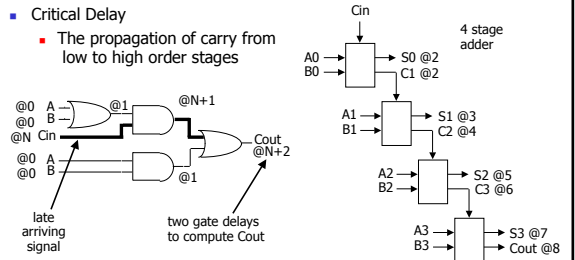 Critical Delay
The propagation of carry from
low to high order stages
@0 A
@0 B
@1
@N+1
@N Cin
Cout
@N+2
@0 A
@0 B
@1
late
arriving
signal
two gate delays
to compute Cout
Cin
4 stage
adder
A0
B0
S0 @2
C1 @2
A1
B1
S1 @3
C2 @4
A2
B2
S2 @5
C3 @6
A3
B3
S3 @7
Cout @8